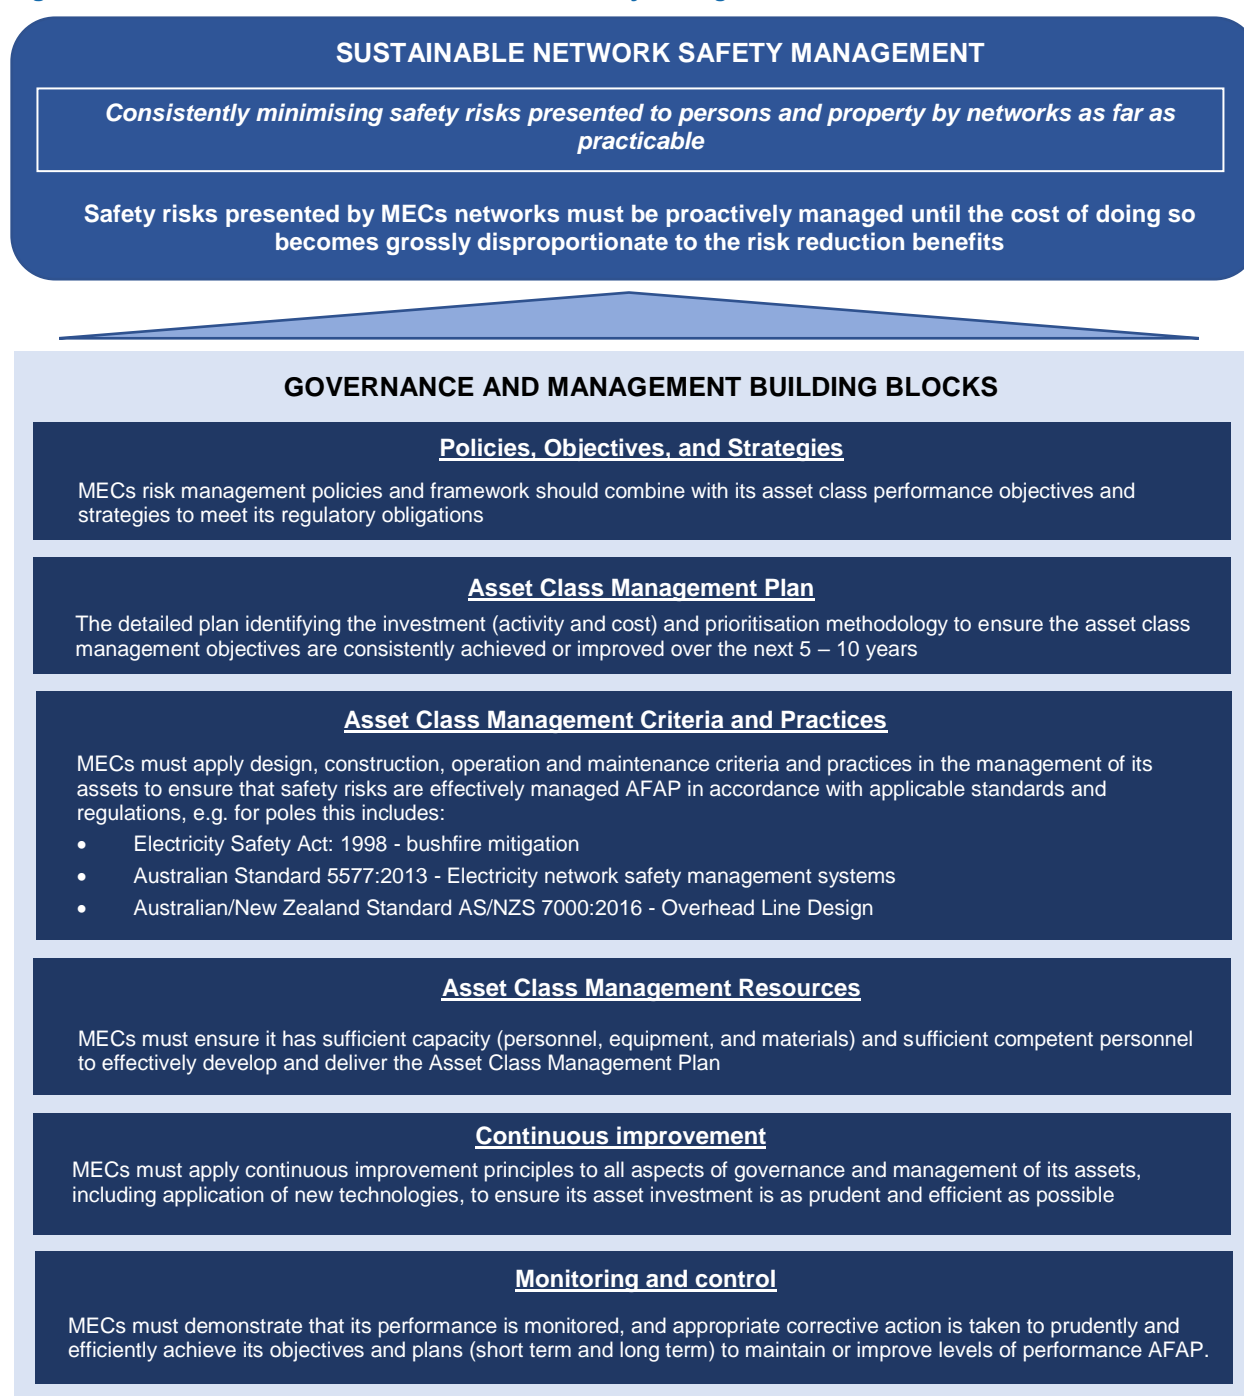 SUSTAINABLE NETWORK SAFETY MANAGEMENT
Consistently minimising safety risks presented to persons and property by networks as far as
practicable
Safety risks presented by MECs networks must be proactively managed until the cost of doing so
becomes grossly disproportionate to the risk reduction benefits
GOVERNANCE AND MANAGEMENT BUILDING BLOCKS
Policies, Objectives, and Strategies
MECs risk management policies and framework should combine with its asset class performance objectives and
strategies to meet its regulatory obligations
Asset Class Management Plan
The detailed plan identifying the investment (activity and cost) and prioritisation methodology to ensure the asset class
management objectives are consistently achieved or improved over the next 5 – 10 years
Asset Class Management Criteria and Practices
MECs must apply design, construction, operation and maintenance criteria and practices in the management of its
assets to ensure that safety risks are effectively managed AFAP in accordance with applicable standards and
regulations, e.g. for poles this includes:
• Electricity Safety Act: 1998 - bushfire mitigation
• Australian Standard 5577:2013 - Electricity network safety management systems
• Australian/New Zealand Standard AS/NZS 7000:2016 - Overhead Line Design
Asset Class Management Resources
MECs must ensure it has sufficient capacity (personnel, equipment, and materials) and sufficient competent personnel
to effectively develop and deliver the Asset Class Management Plan
Continuous improvement
MECs must apply continuous improvement principles to all aspects of governance and management of its assets,
including application of new technologies, to ensure its asset investment is as prudent and efficient as possible
Monitoring and control
MECs must demonstrate that its performance is monitored, and appropriate corrective action is taken to prudently and
efficiently achieve its objectives and plans (short term and long term) to maintain or improve levels of performance AFAP.